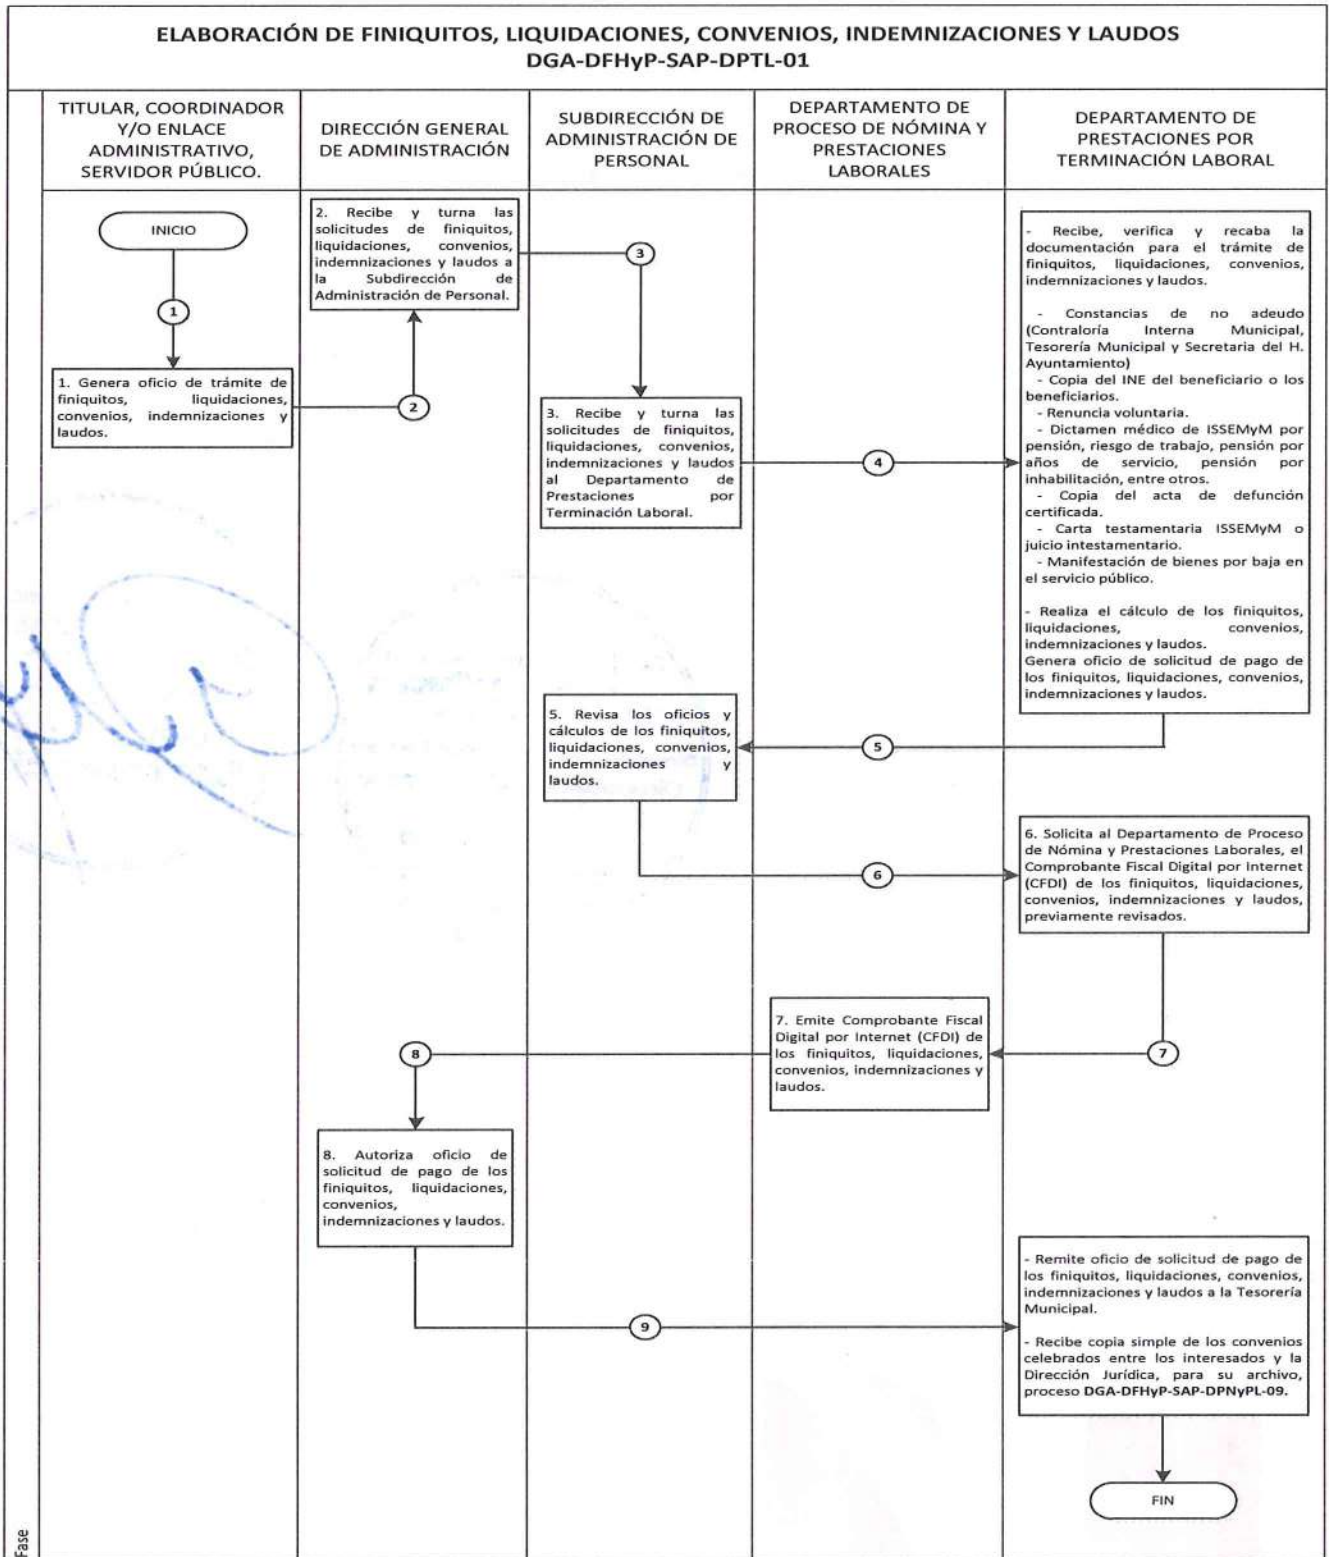 ELABORACIÓN DE FINIQUITOS, LIQUIDACIONES, CONVENIOS, INDEMNIZACIONES Y LAUDOS
DGA-DFHyP-SAP-DPTL-01
TITULAR, COORDINADOR
Y/O ENLACE
ADMINISTRATIVO,
SERVIDOR PÚBLICO.
DIRECCIÓN GENERAL
DE ADMINISTRACIÓN
SUBDIRECCIÓN DE
ADMINISTRACIÓN DE
PERSONAL
DEPARTAMENTO DE
PROCESO DE NÓMINA Y
PRESTACIONES
LABORALES
DEPARTAMENTO DE
PRESTACIONES POR
TERMINACIÓN LABORAL
INICIO
1
1. Genera oficio de trámite de
finiquitos, liquidaciones,
convenios, indemnizaciones y
laudos.
2
2. Recibe y turna las
solicitudes de finiquitos,
liquidaciones, convenios,
indemnizaciones y laudos a
la Subdirección de
Administración de Personal.
3
3. Recibe y turna las
solicitudes de finiquitos,
liquidaciones, convenios,
indemnizaciones y laudos
al Departamento de
Prestaciones por
Terminación Laboral.
4
- Recibe, verifica y recaba la
documentación para el trámite de
finiquitos, liquidaciones, convenios,
indemnizaciones y laudos.
- Constancias de no adeudo
(Contraloría Interna Municipal,
Tesorería Municipal y Secretaria del H.
Ayuntamiento)
- Copia del INE del beneficiario o los
beneficiarios.
- Renuncia voluntaria.
- Dictamen médico de ISSEMyM por
pensión, riesgo de trabajo, pensión por
años de servicio, pensión por
inhabilitación, entre otros.
- Copia del acta de defunción
certificada.
- Carta testamentaria ISSEMyM o
juicio intestamentario.
- Manifestación de bienes por baja en
el servicio público.
- Realiza el cálculo de los finiquitos,
liquidaciones, convenios,
indemnizaciones y laudos.
Genera oficio de solicitud de pago de
los finiquitos, liquidaciones, convenios,
indemnizaciones y laudos.
5
5. Revisa los oficios y
cálculos de los finiquitos,
liquidaciones, convenios,
indemnizaciones y
laudos.
6
6. Solicita al Departamento de Proceso
de Nómina y Prestaciones Laborales, el
Comprobante Fiscal Digital por Internet
(CFDI) de los finiquitos, liquidaciones,
convenios, indemnizaciones y laudos,
previamente revisados.
7
7. Emite Comprobante Fiscal
Digital por Internet (CFDI) de
los finiquitos, liquidaciones,
convenios, indemnizaciones y
laudos.
8
8. Autoriza oficio de
solicitud de pago de los
finiquitos, liquidaciones,
convenios,
indemnizaciones y laudos.
9
- Remite oficio de solicitud de pago de
los finiquitos, liquidaciones, convenios,
indemnizaciones y laudos a la Tesorería
Municipal.
- Recibe copia simple de los convenios
celebrados entre los interesados y la
Dirección Jurídica, para su archivo,
proceso DGA-DFHyP-SAP-DPNyPL-09.
FIN
Fase